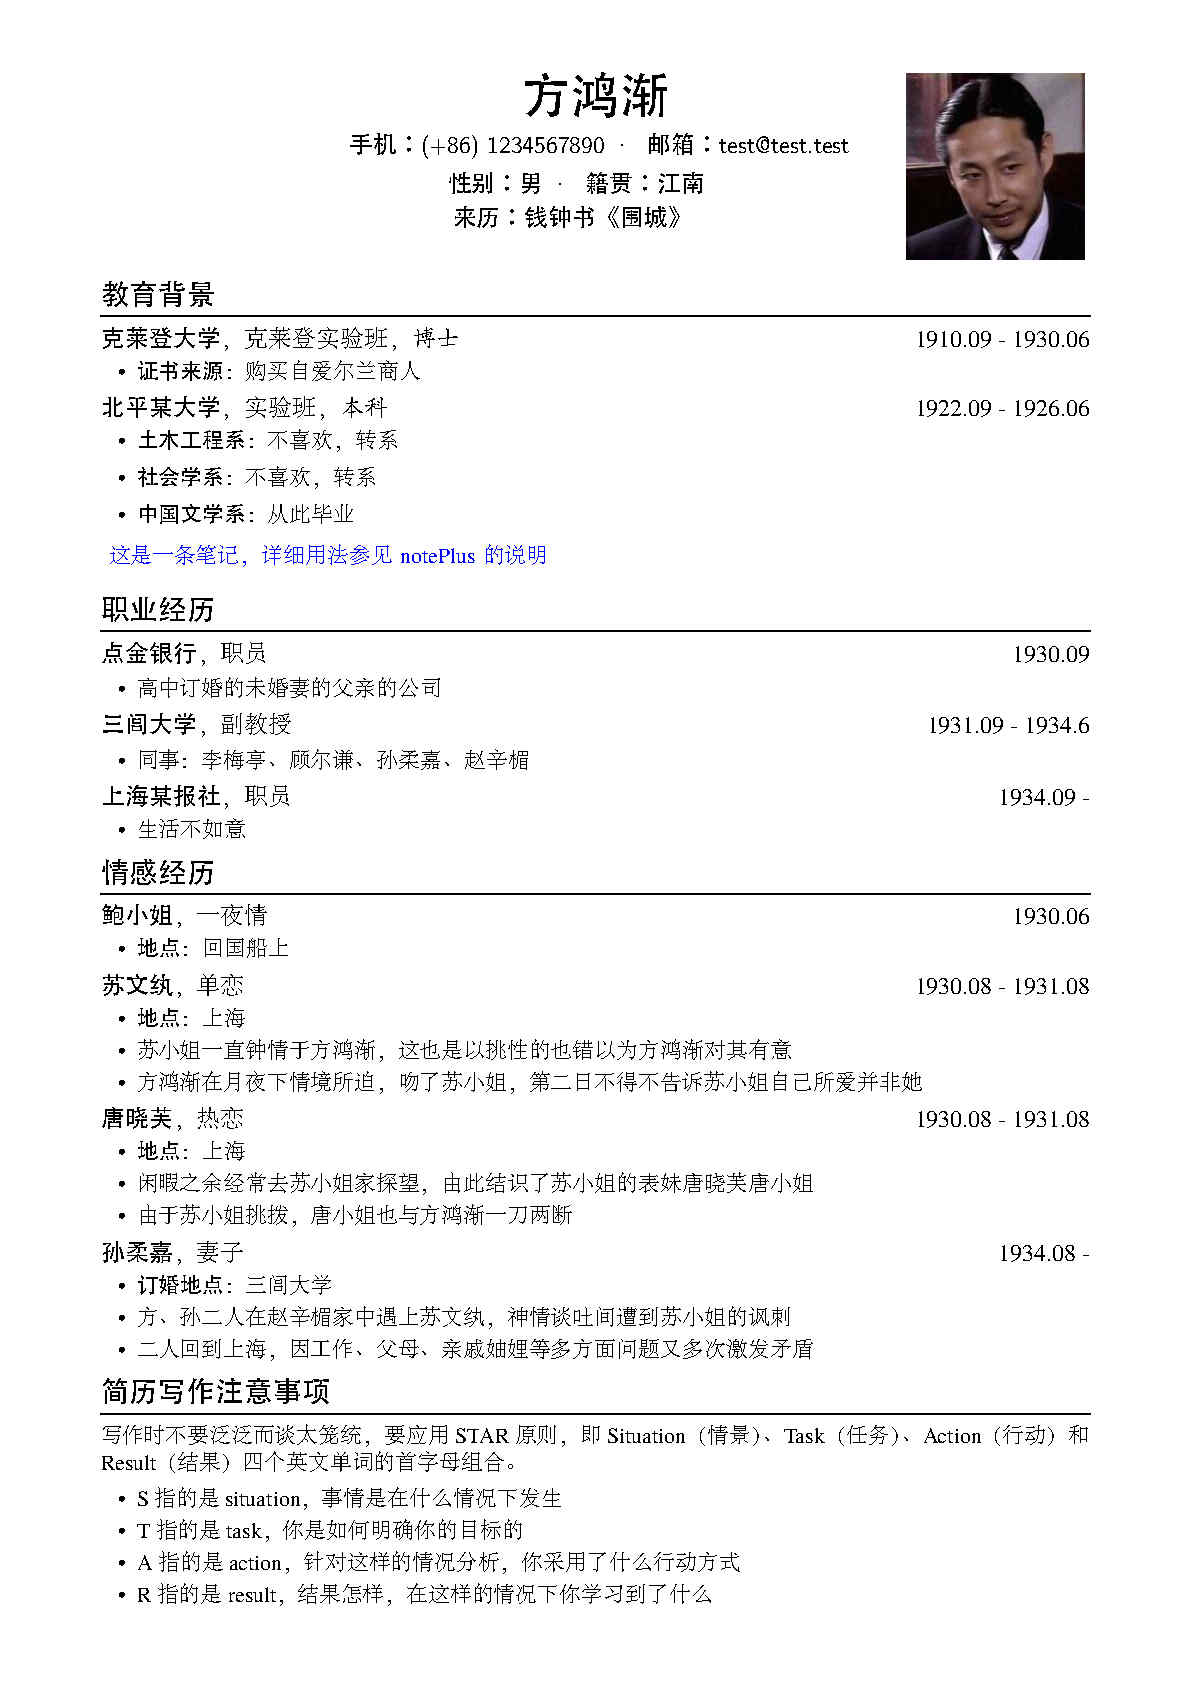 方鸿渐
手机：(+86) 1234567890 · 邮箱：test@test.test
性别：男 · 籍贯：江南
来历：钱钟书《围城》
教育背景
克莱登大学，克莱登实验班，博士 1910.09 - 1930.06
• 证书来源：购买自爱尔兰商人
北平某大学，实验班，本科 1922.09 - 1926.06
• 土木工程系：不喜欢，转系
• 社会学系：不喜欢，转系
• 中国文学系：从此毕业
这是一条笔记，详细用法参见 notePlus 的说明
职业经历
点金银行，职员 1930.09
• 高中订婚的未婚妻的父亲的公司
三闾大学，副教授 1931.09 - 1934.6
• 同事：李梅亭、顾尔谦、孙柔嘉、赵辛楣
上海某报社，职员 1934.09 -
• 生活不如意
情感经历
鲍小姐，一夜情 1930.06
• 地点：回国船上
苏文纨，单恋 1930.08 - 1931.08
• 地点：上海
• 苏小姐一直钟情于方鸿渐，这也是以挑性的也错以为方鸿渐对其有意
• 方鸿渐在月夜下情境所迫，吻了苏小姐，第二日不得不告诉苏小姐自己所爱并非她
唐晓芙，热恋 1930.08 - 1931.08
• 地点：上海
• 闲暇之余经常去苏小姐家探望，由此结识了苏小姐的表妹唐晓芙唐小姐
• 由于苏小姐挑拨，唐小姐也与方鸿渐一刀两断
孙柔嘉，妻子 1934.08 -
• 订婚地点：三闾大学
• 方、孙二人在赵辛楣家中遇上苏文纨，神情谈吐间遭到苏小姐的讽刺
• 二人回到上海，因工作、父母、亲戚妯娌等多方面问题又多次激发矛盾
简历写作注意事项
写作时不要泛泛而谈太笼统，要应用 STAR 原则，即 Situation（情景）、Task（任务）、Action（行动）和
Result（结果）四个英文单词的首字母组合。
• S 指的是 situation，事情是在什么情况下发生
• T 指的是 task，你是如何明确你的目标的
• A 指的是 action，针对这样的情况分析，你采用了什么行动方式
• R 指的是 result，结果怎样，在这样的情况下你学习到了什么